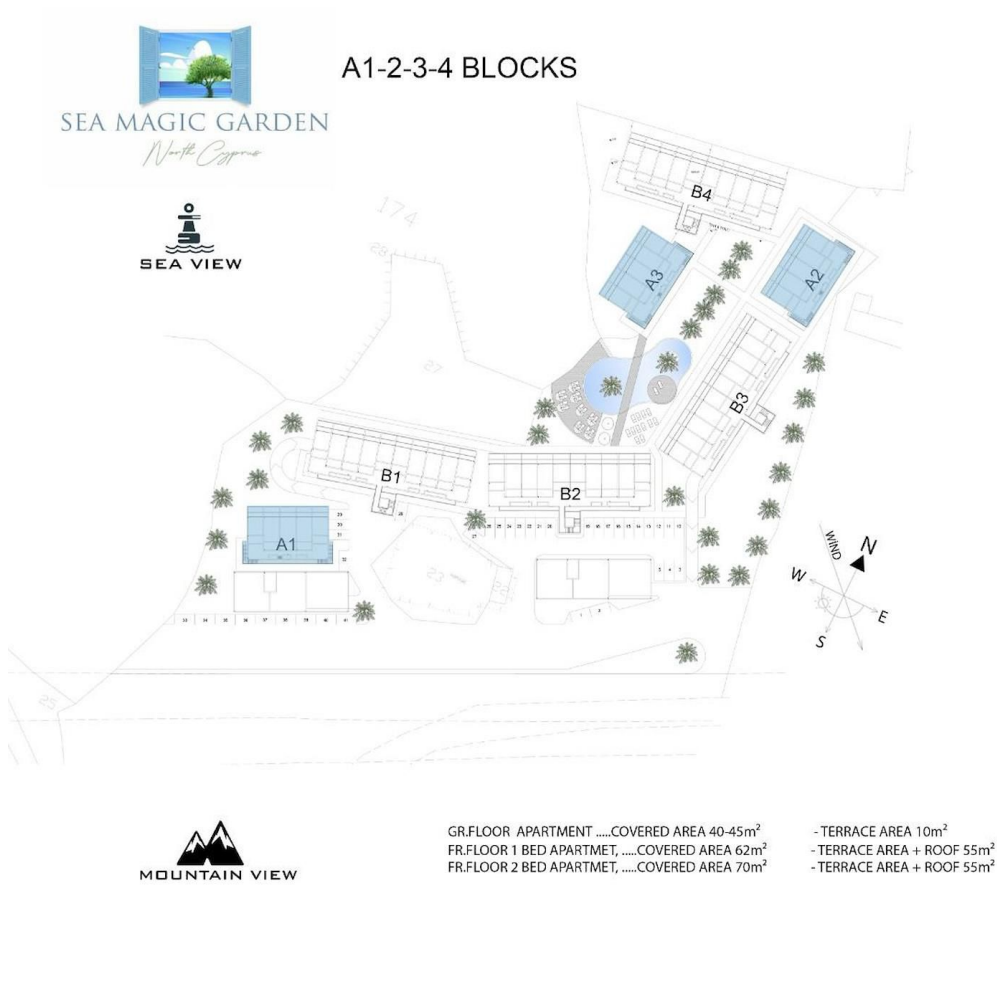 A1-2-3-4 BLOCKS
SEA MAGIC GARDEN
North Cyprus
SEA VIEW
174
B4
28
A3
A2
27
B3
B1
B2
A1
WiND
N
W
E
S
25
MOUNTAIN VIEW
GR.FLOOR APARTMENT .....COVERED AREA 40-45m² - TERRACE AREA 10m²
FR.FLOOR 1 BED APARTMET, .....COVERED AREA 62m² - TERRACE AREA + ROOF 55m²
FR.FLOOR 2 BED APARTMET, .....COVERED AREA 70m² - TERRACE AREA + ROOF 55m²